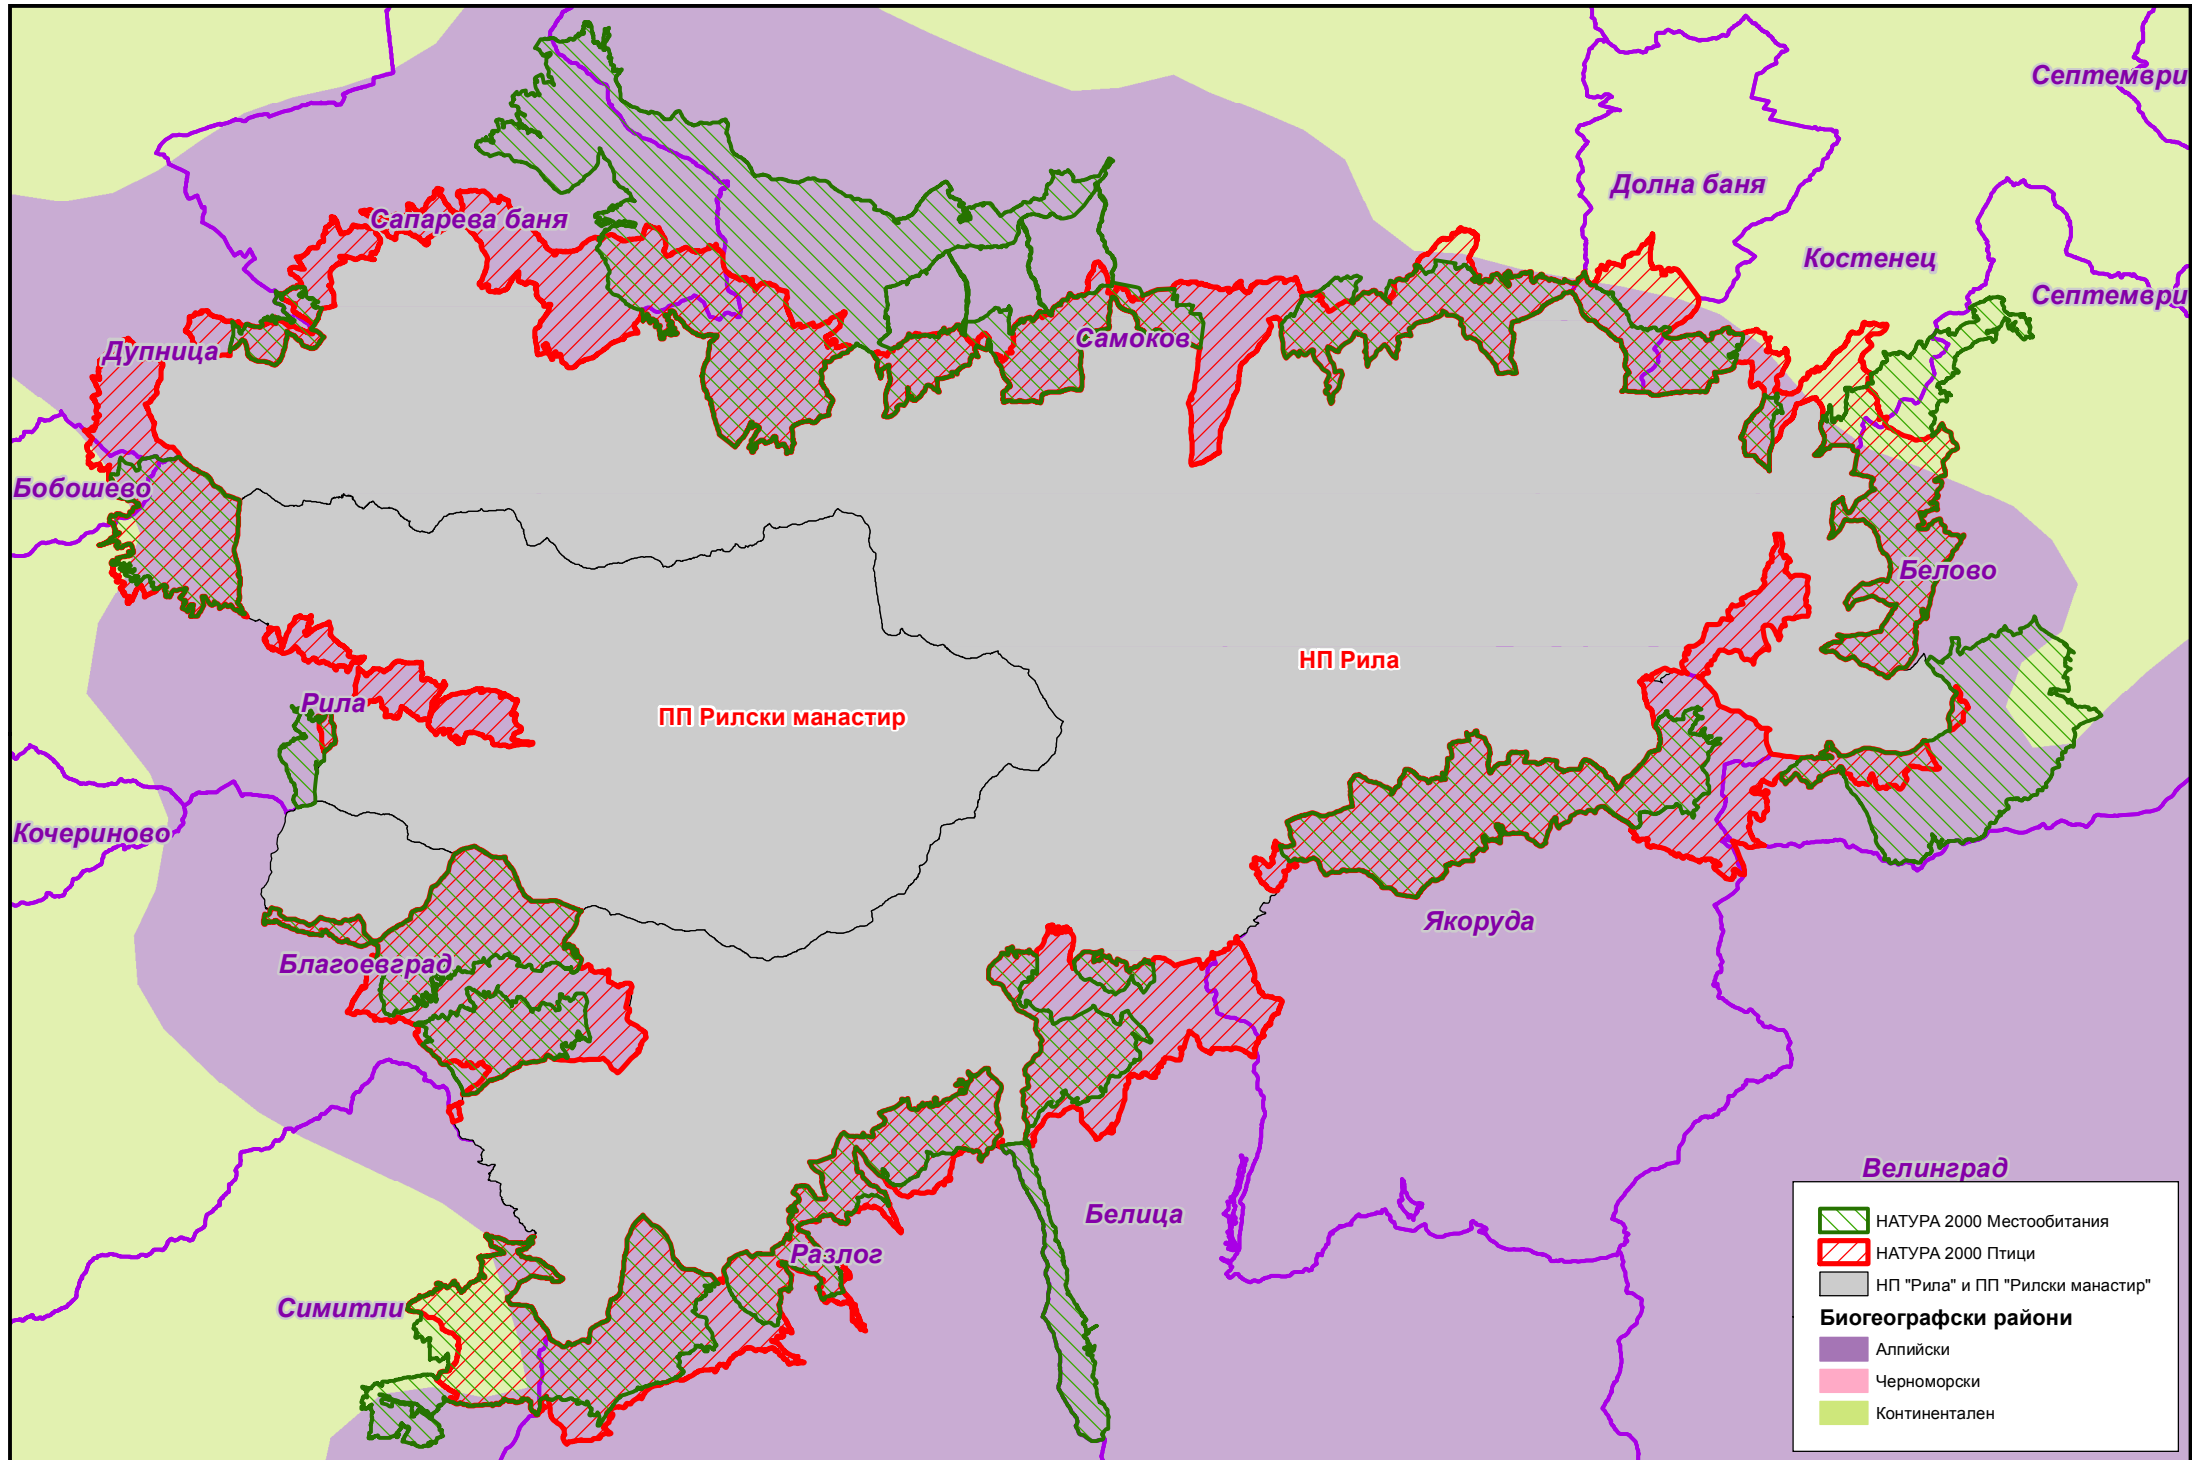 Септември
Долна баня
Сапарева баня
Костенец
Септември
Самоков
Дупница
Бобошево
Белово
НП Рила
Рила
ПП Рилски манастир
Кочериново
Якоруда
Благоевград
Велинград
Белица
Разлог
Симитли
НАТУРА 2000 Местообитания
НАТУРА 2000 Птици
НП "Рила" и ПП "Рилски манастир"
Биогеографски райони
Алпийски
Черноморски
Континентален